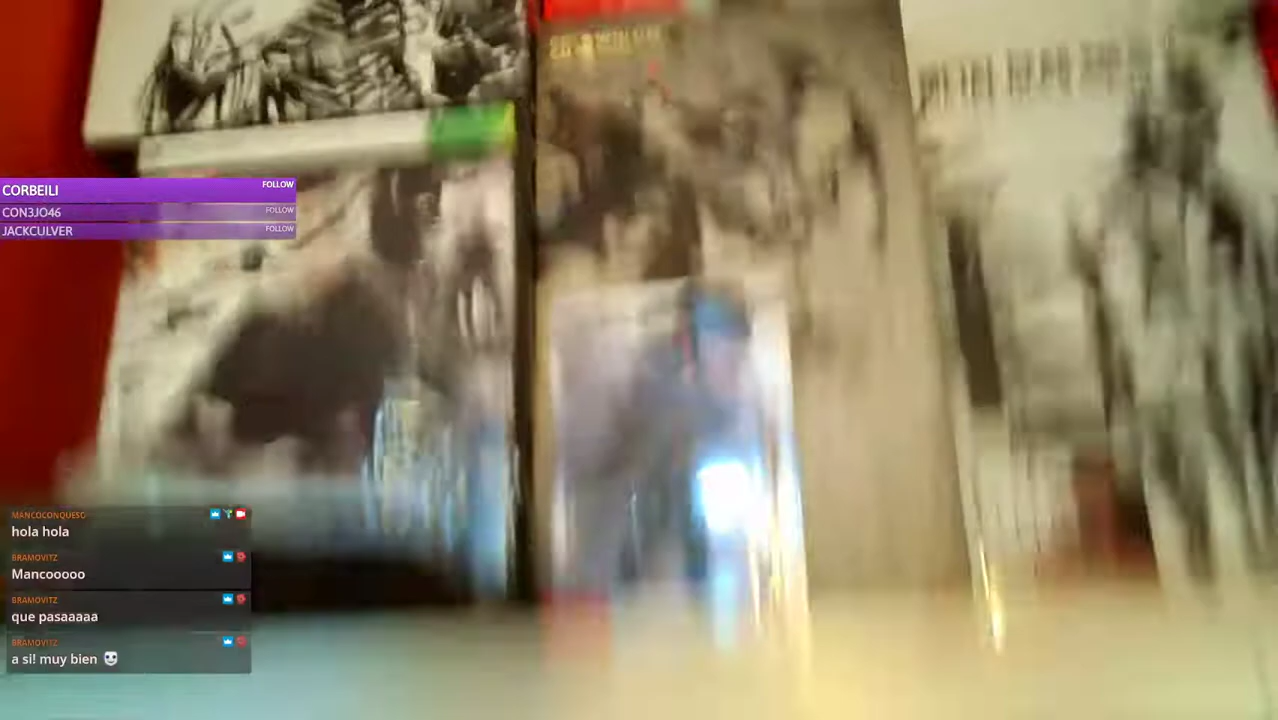 CORBEILI FOLLOW
CON3JO46 FOLLOW
JACKCULVER FOLLOW
MANCOCONQUESO
hola hola
BRAMOVITZ
Mancooooo
BRAMOVITZ
que pasaaaaa
BRAMOVITZ
a si! muy bien